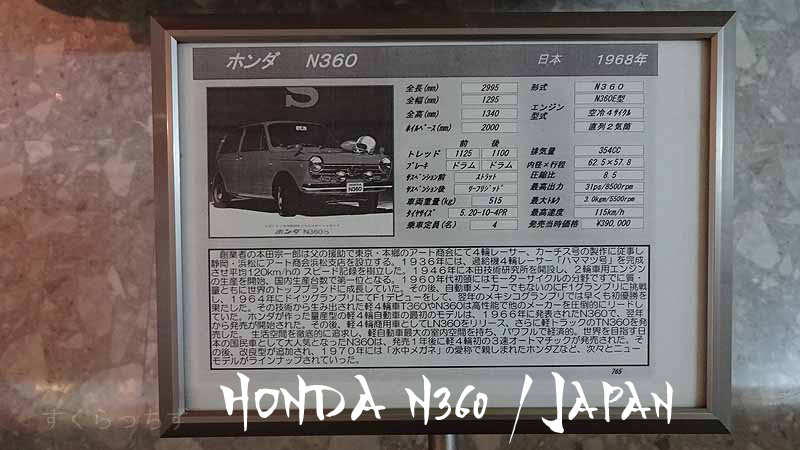 ホンダ N360 日本 1968年
全長(mm) 2995 形式 N360
全幅(mm) 1295 エンジン型式 N360E型
全高(mm) 1340 空冷4サイクル
ホイルベース(mm) 2000 直列2気筒
前 後
トレッド 1125 1100 排気量 354CC
ブレーキ ドラム ドラム 内径×行程 62.5×57.8
サスペンション前 ストラット 圧縮比 8.5
サスペンション後 リーフリジッド 最高出力 31ps/8500rpm
車両重量(kg) 515 最大トルク 3.0kgm/5500rpm
タイヤサイズ 5.20-10-4PR 最高速度 115km/h
乗車定員(名) 4 発売当時価格 ¥390,000
S
N360
ホンダ N360S
創業者の本田宗一郎は父の援助で東京・本郷のアート商会にて4輪レーサー、カーチス号の製作に従事し
静岡・浜松にアート商会浜松支店を設立する。1936年には、過給機4輪レーサー「ハママツ号」を完成
させ平均120km/hのスピード記録を樹立した。1946年に本田技術研究所を開設し、2輪車用エンジン
の生産を開始、国内生産台数で第一位となる。1960年代初頭にはモーターサイクルの分野ですでに質・
量ともに世界のトップブランドに成長していた。その後、自動車メーカーでもないのにF1グランプリに挑戦
し、1964年にドイツグランプリにてF1デビューをして、翌年のメキシコグランプリでは早くも初優勝を
果たした。その技術から生み出された軽4輪車T360やN360は高性能で他のメーカーを圧倒的にリードし
ていた。ホンダが作った量産型の軽4輪自動車の最初のモデルは、1966年に発表されたN360で、翌年
から発売が開始された。その後、軽4輪商用車としてLN360をリリース、さらに軽トラックのTN360を発
売した。 生活空間を徹底的に追求し、軽自動車最大の室内空間を持ち、パワフルで経済的。世界を目指す日
本の国民車として大人気となったN360は、発売1年後に軽4輪初の3速オートマチックが発売された。そ
の後、改良型が追加され、1970年には「水中メガネ」の愛称で親しまれたホンダZなど、次々とニュー
モデルがラインナップされていった。
765
すくらっちす
HONDA N360 / JAPAN